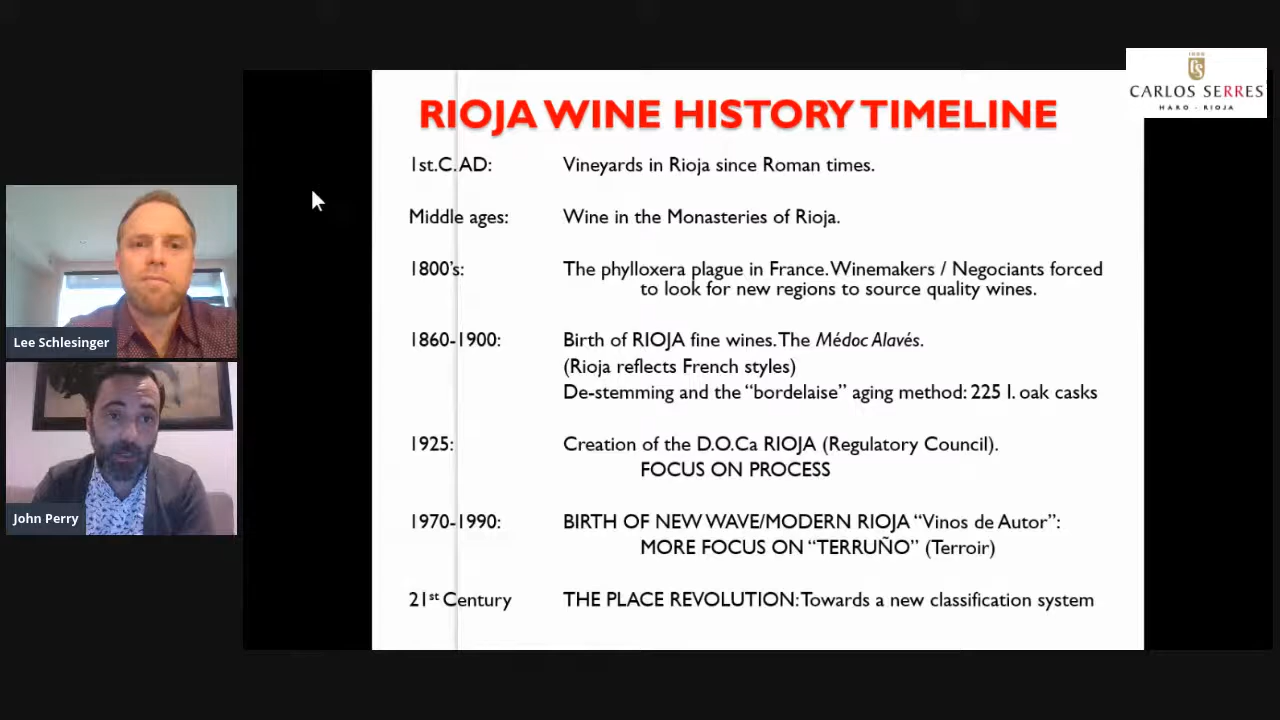 1896
CS
CARLOS SERRES
HARO - RIOJA
RIOJA WINE HISTORY TIMELINE
1st.C.AD: Vineyards in Rioja since Roman times.
Middle ages: Wine in the Monasteries of Rioja.
1800's: The phylloxera plague in France. Winemakers / Negociants forced
to look for new regions to source quality wines.
1860-1900: Birth of RIOJA fine wines. The Médoc Alavés.
(Rioja reflects French styles)
De-stemming and the “bordelaise” aging method: 225 l. oak casks
1925: Creation of the D.O.Ca RIOJA (Regulatory Council).
FOCUS ON PROCESS
1970-1990: BIRTH OF NEW WAVE/MODERN RIOJA “Vinos de Autor”:
MORE FOCUS ON “TERRUÑO” (Terroir)
21st Century THE PLACE REVOLUTION: Towards a new classification system
Lee Schlesinger
John Perry